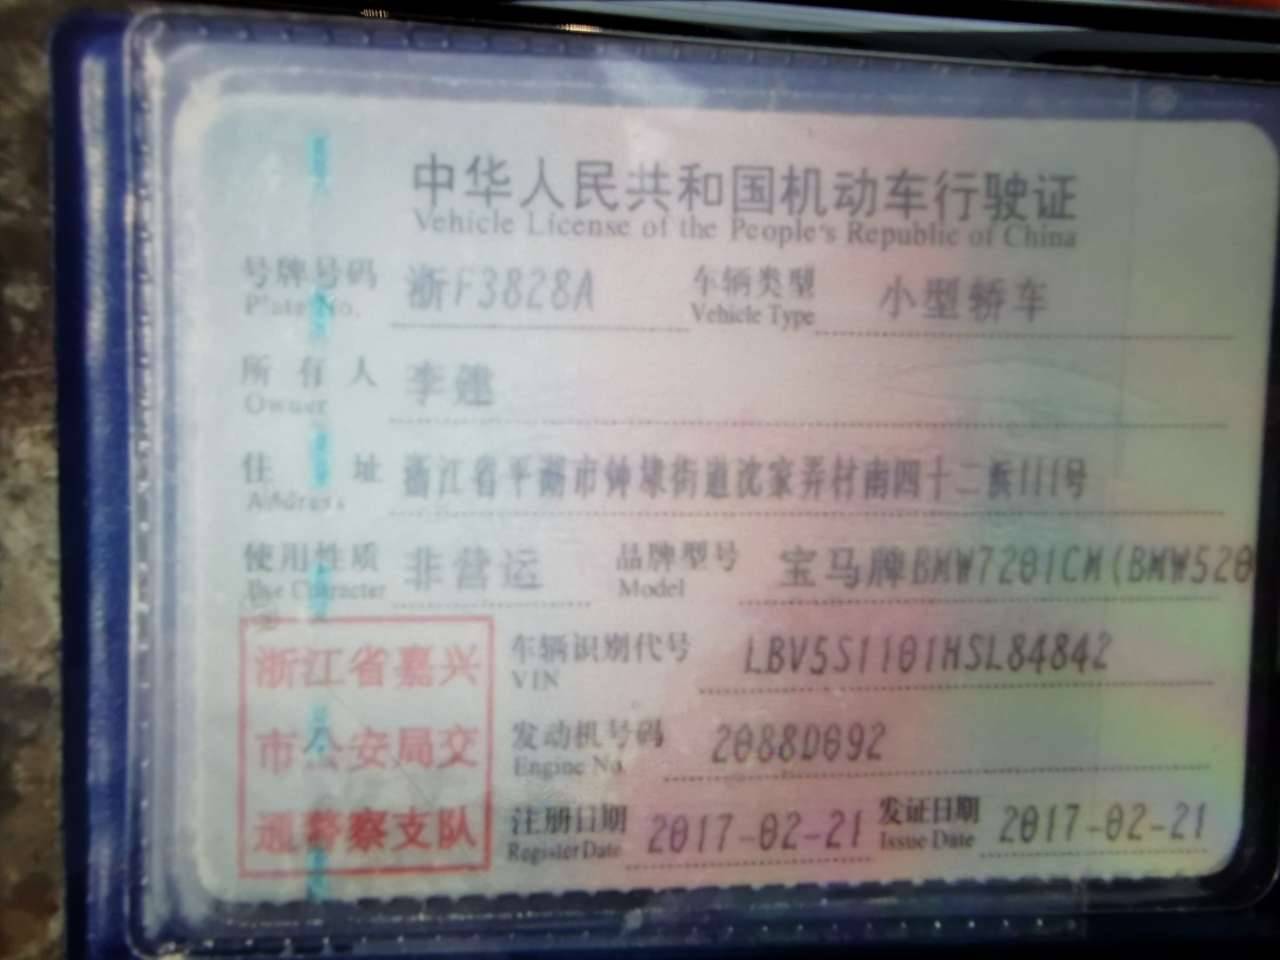 中华人民共和国机动车行驶证
Vehicle License of the People's Republic of China
号牌号码 浙F3828A 车辆类型 小型轿车
Plate No. Vehicle Type
所有人 李建
Owner
住址 浙江省平湖市钟埭街道沈家弄村南四十二浜111号
Address
使用性质 非营运 品牌型号 宝马牌BMW7201CM(BMW520
Use Character Model
浙江省嘉兴 车辆识别代号 LBV5S1101HSL84842
VIN
市公安局交 发动机号码 2088D092
Engine No.
通警察支队 注册日期 2017-02-21 发证日期 2017-02-21
Register Date Issue Date